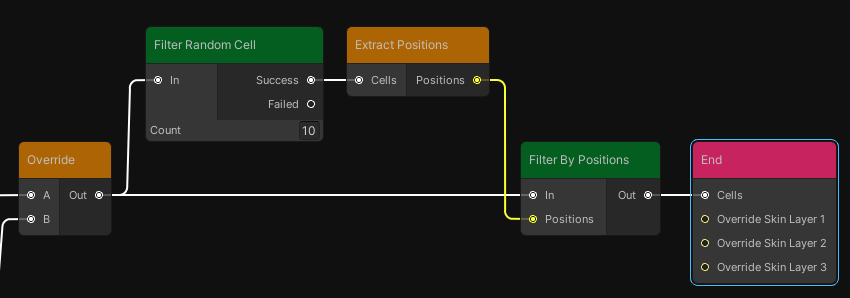 Filter Random Cell
In
Success
Failed
Count
10
Extract Positions
Cells
Positions
Override
A
Out
B
Filter By Positions
In
Out
Positions
End
Cells
Override Skin Layer 1
Override Skin Layer 2
Override Skin Layer 3